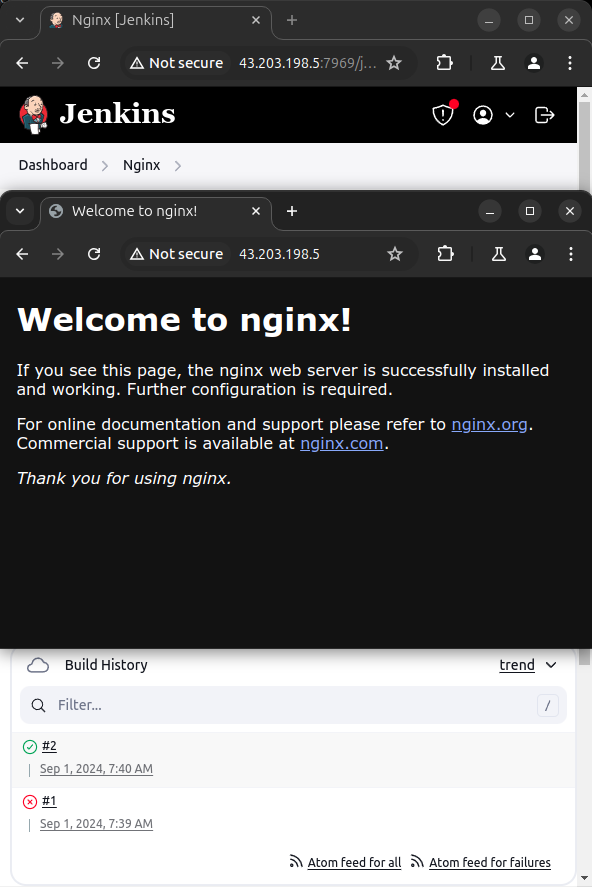 Nginx [Jenkins]
Not secure 43.203.198.5:7969/j...
Jenkins
Dashboard Nginx
Welcome to nginx!
Not secure 43.203.198.5
Welcome to nginx!
If you see this page, the nginx web server is successfully installed
and working. Further configuration is required.
For online documentation and support please refer to nginx.org.
Commercial support is available at nginx.com.
Thank you for using nginx.
Build History trend
Filter... /
#2
Sep 1, 2024, 7:40 AM
#1
Sep 1, 2024, 7:39 AM
Atom feed for all Atom feed for failures